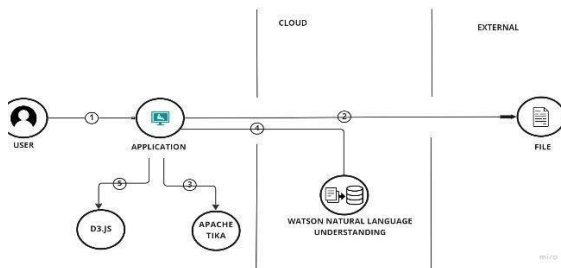 CLOUD
EXTERNAL
1
2
4
USER
APPLICATION
FILE
5
3
D3.JS
APACHE
TIKA
WATSON NATURAL LANGUAGE
UNDERSTANDING
miro